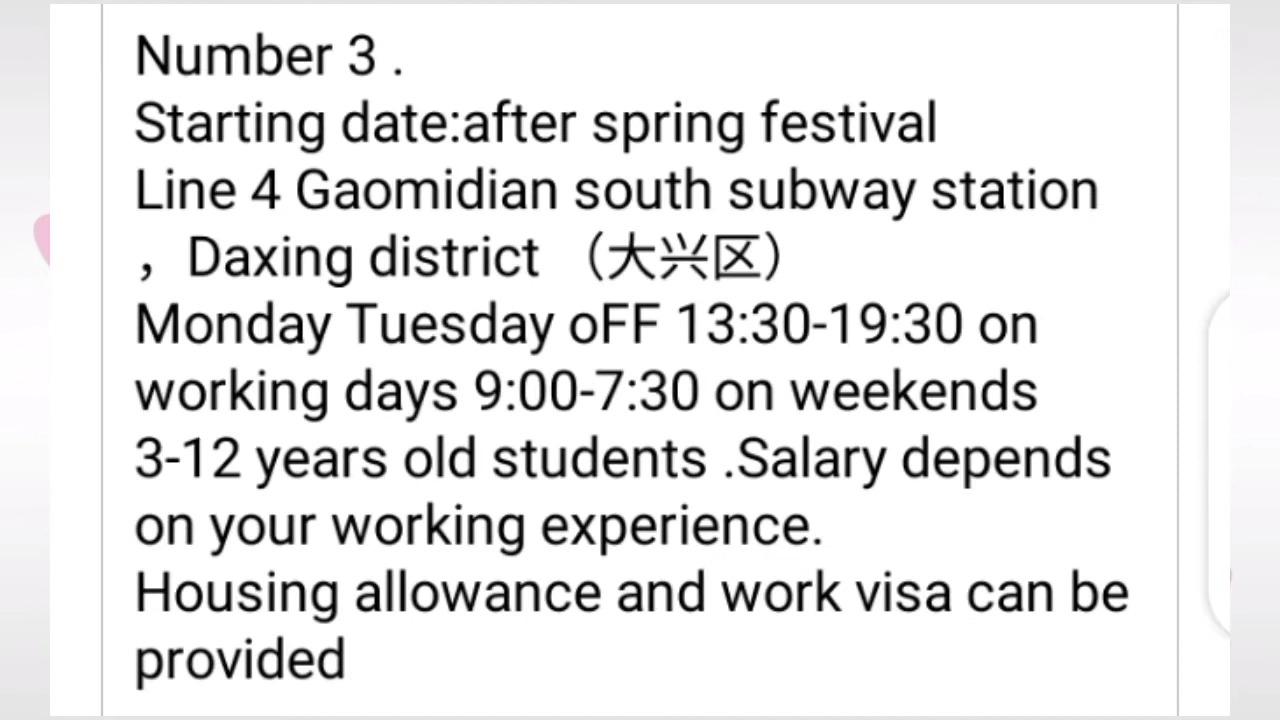 Number 3 .
Starting date:after spring festival
Line 4 Gaomidian south subway station
，Daxing district （大兴区）
Monday Tuesday oFF 13:30-19:30 on
working days 9:00-7:30 on weekends
3-12 years old students .Salary depends
on your working experience.
Housing allowance and work visa can be
provided